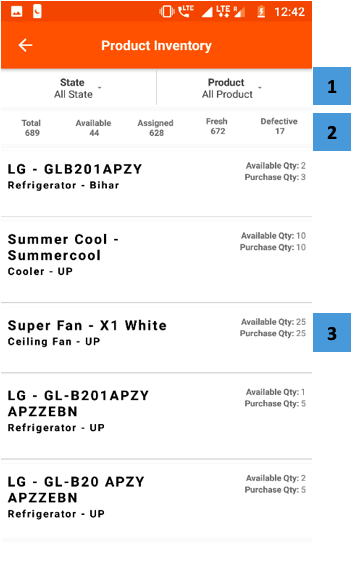 LTE LTE R 12:42
Product Inventory
State Product
All State All Product
1
Total Available Assigned Fresh Defective
689 44 628 672 17
2
LG - GLB201APZY Available Qty: 2
Refrigerator - Bihar Purchase Qty: 3
Summer Cool - Available Qty: 10
Summercool Purchase Qty: 10
Cooler - UP
Super Fan - X1 White Available Qty: 25
Ceiling Fan - UP Purchase Qty: 25
3
LG - GL-B201APZY Available Qty: 1
APZZEBN Purchase Qty: 5
Refrigerator - UP
LG - GL-B20 APZY Available Qty: 2
APZZEBN Purchase Qty: 5
Refrigerator - UP